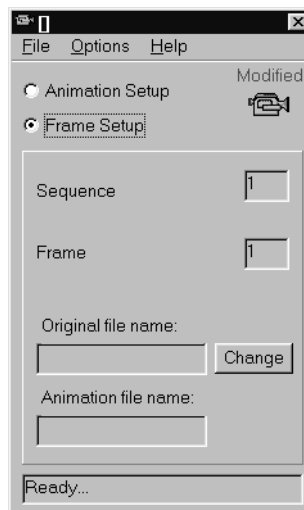 []
File Options Help
Modified
Animation Setup
Frame Setup
Sequence 1
Frame 1
Original file name:
Change
Animation file name:
Ready...